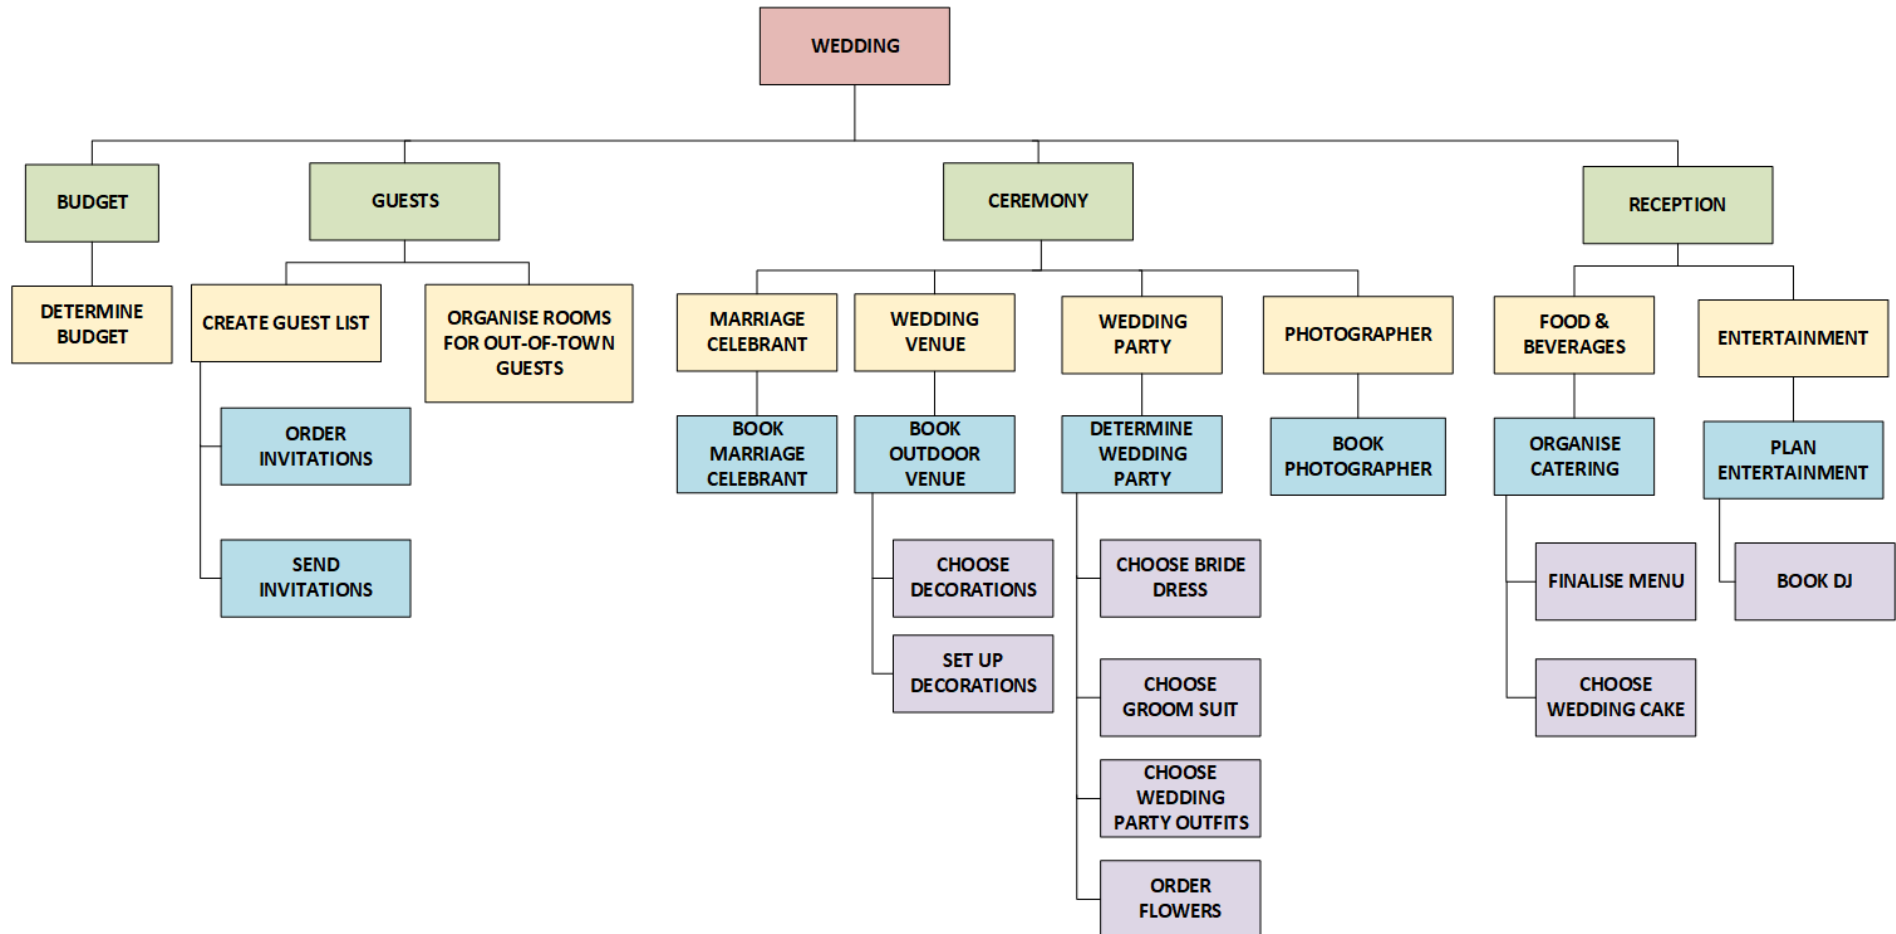 WEDDING
BUDGET
GUESTS
CEREMONY
RECEPTION
DETERMINE
BUDGET
CREATE GUEST LIST
ORGANISE ROOMS
FOR OUT-OF-TOWN
GUESTS
MARRIAGE
CELEBRANT
WEDDING
VENUE
WEDDING
PARTY
PHOTOGRAPHER
FOOD &
BEVERAGES
ENTERTAINMENT
ORDER
INVITATIONS
BOOK
MARRIAGE
CELEBRANT
BOOK
OUTDOOR
VENUE
DETERMINE
WEDDING
PARTY
BOOK
PHOTOGRAPHER
ORGANISE
CATERING
PLAN
ENTERTAINMENT
SEND
INVITATIONS
CHOOSE
DECORATIONS
CHOOSE BRIDE
DRESS
FINALISE MENU
BOOK DJ
SET UP
DECORATIONS
CHOOSE
GROOM SUIT
CHOOSE
WEDDING CAKE
CHOOSE
WEDDING
PARTY OUTFITS
ORDER
FLOWERS